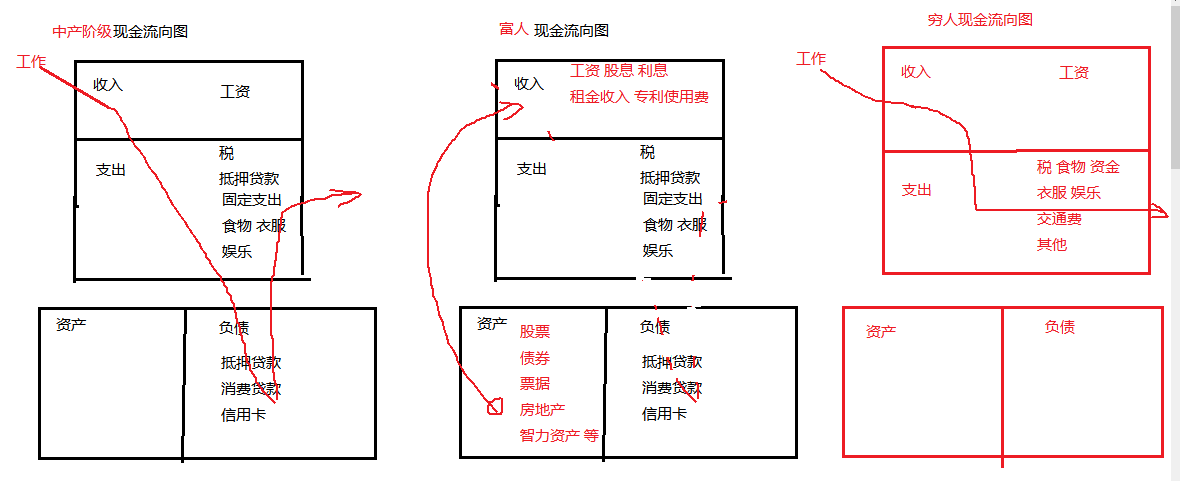 中产阶级现金流向图
工作
收入
工资
支出
税
抵押贷款
固定支出
食物 衣服
娱乐
资产
负债
抵押贷款
消费贷款
信用卡
富人 现金流向图
收入
工资 股息 利息
租金收入 专利使用费
支出
税
抵押贷款
固定支出
食物 衣服
娱乐
资产
股票
债券
票据
房地产
智力资产 等
负债
抵押贷款
消费贷款
信用卡
穷人现金流向图
工作
收入
工资
支出
税 食物 资金
衣服 娱乐
交通费
其他
资产
负债